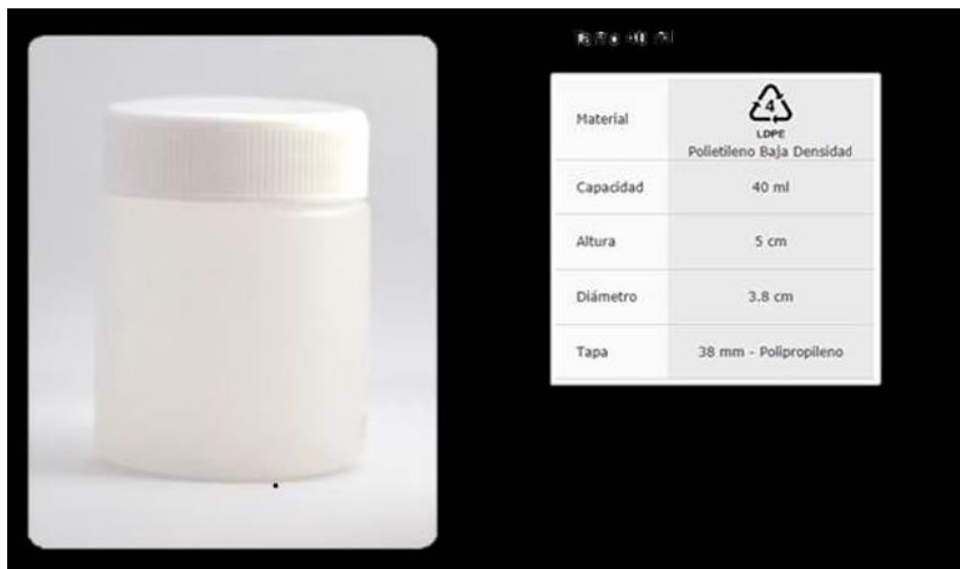 Material
4
LDPE
Polietileno Baja Densidad
Capacidad 40 ml
Altura 5 cm
Diámetro 3.8 cm
Tapa 38 mm - Polipropileno